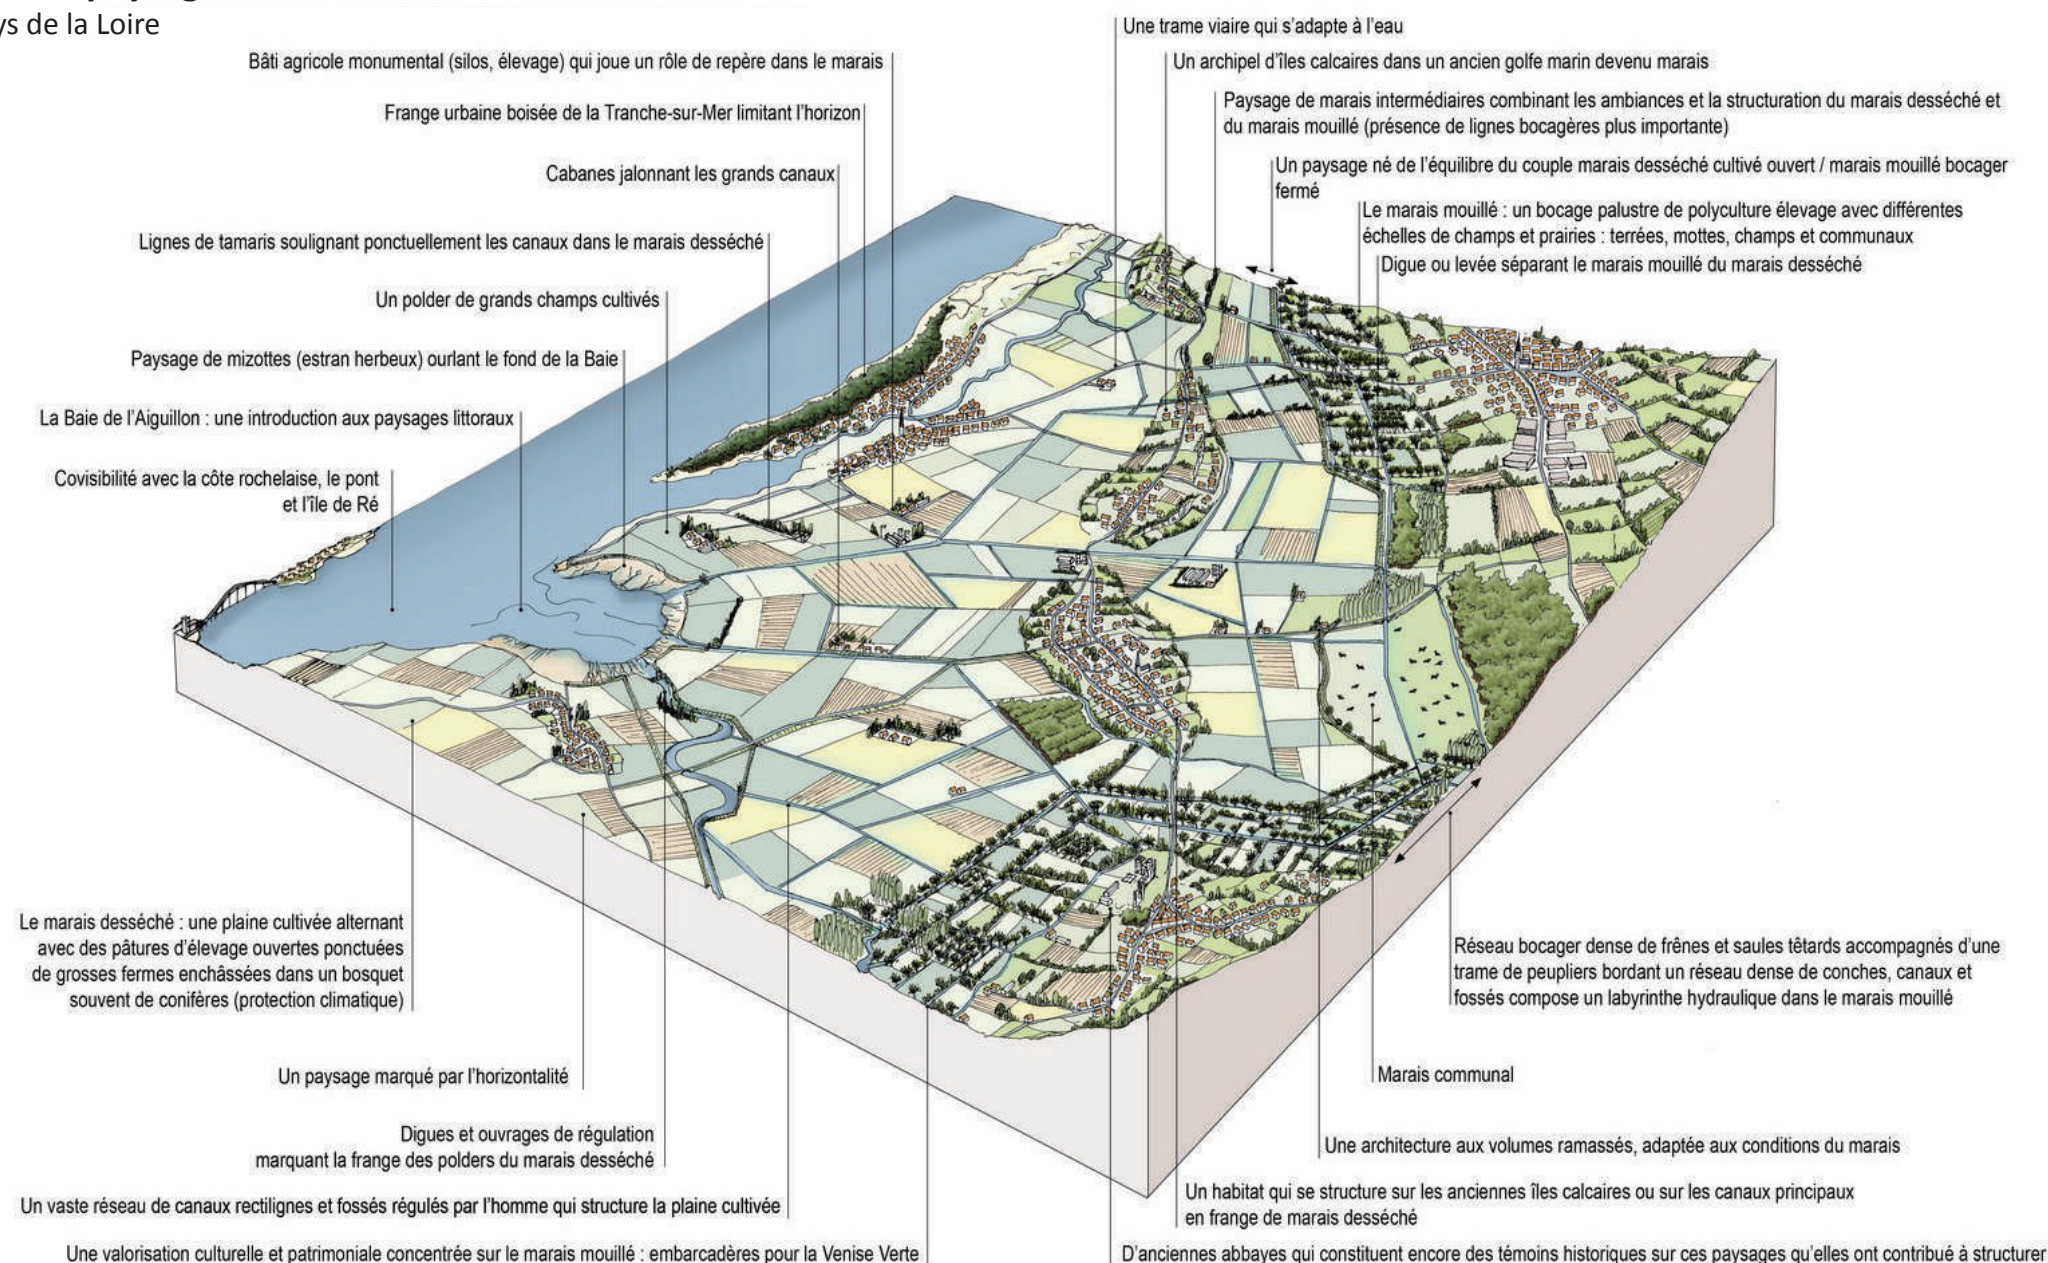 ys de la Loire
Une trame viaire qui s'adapte à l'eau
Bâti agricole monumental (silos, élevage) qui joue un rôle de repère dans le marais
Un archipel d'îles calcaires dans un ancien golfe marin devenu marais
Frange urbaine boisée de la Tranche-sur-Mer limitant l'horizon
Paysage de marais intermédiaires combinant les ambiances et la structuration du marais desséché et
du marais mouillé (présence de lignes bocagères plus importante)
Cabanes jalonnant les grands canaux
Un paysage né de l'équilibre du couple marais desséché cultivé ouvert / marais mouillé bocager
fermé
Lignes de tamaris soulignant ponctuellement les canaux dans le marais desséché
Le marais mouillé : un bocage palustre de polyculture élevage avec différentes
échelles de champs et prairies : terrées, mottes, champs et communaux
Digue ou levée séparant le marais mouillé du marais desséché
Un polder de grands champs cultivés
Paysage de mizottes (estran herbeux) ourlant le fond de la Baie
La Baie de l'Aiguillon : une introduction aux paysages littoraux
Covisibilité avec la côte rochelaise, le pont
et l'île de Ré
Le marais desséché : une plaine cultivée alternant
avec des pâtures d'élevage ouvertes ponctuées
de grosses fermes enchâssées dans un bosquet
souvent de conifères (protection climatique)
Réseau bocager dense de frênes et saules têtards accompagnés d'une
trame de peupliers bordant un réseau dense de conches, canaux et
fossés compose un labyrinthe hydraulique dans le marais mouillé
Un paysage marqué par l'horizontalité
Marais communal
Digues et ouvrages de régulation
marquant la frange des polders du marais desséché
Une architecture aux volumes ramassés, adaptée aux conditions du marais
Un vaste réseau de canaux rectilignes et fossés régulés par l'homme qui structure la plaine cultivée
Un habitat qui se structure sur les anciennes îles calcaires ou sur les canaux principaux
en frange de marais desséché
Une valorisation culturelle et patrimoniale concentrée sur le marais mouillé : embarcadères pour la Venise Verte
D'anciennes abbayes qui constituent encore des témoins historiques sur ces paysages qu'elles ont contribué à structurer